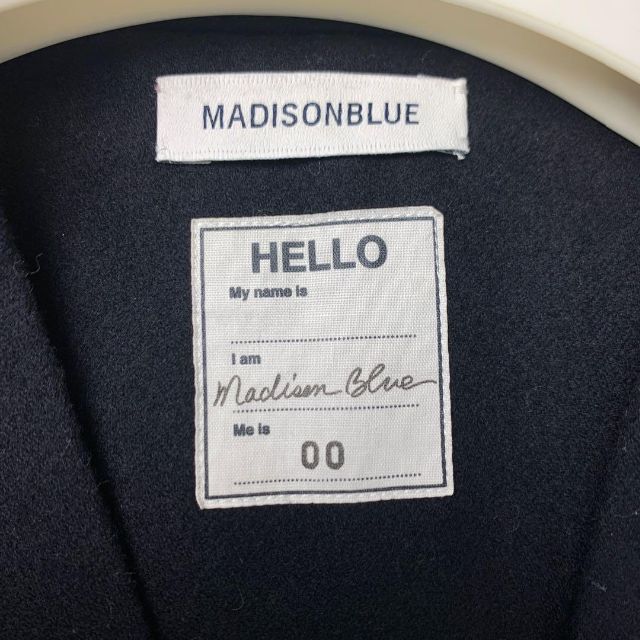 MADISONBLUE
HELLO
My name is
I am
Madison Blue
Me is
00